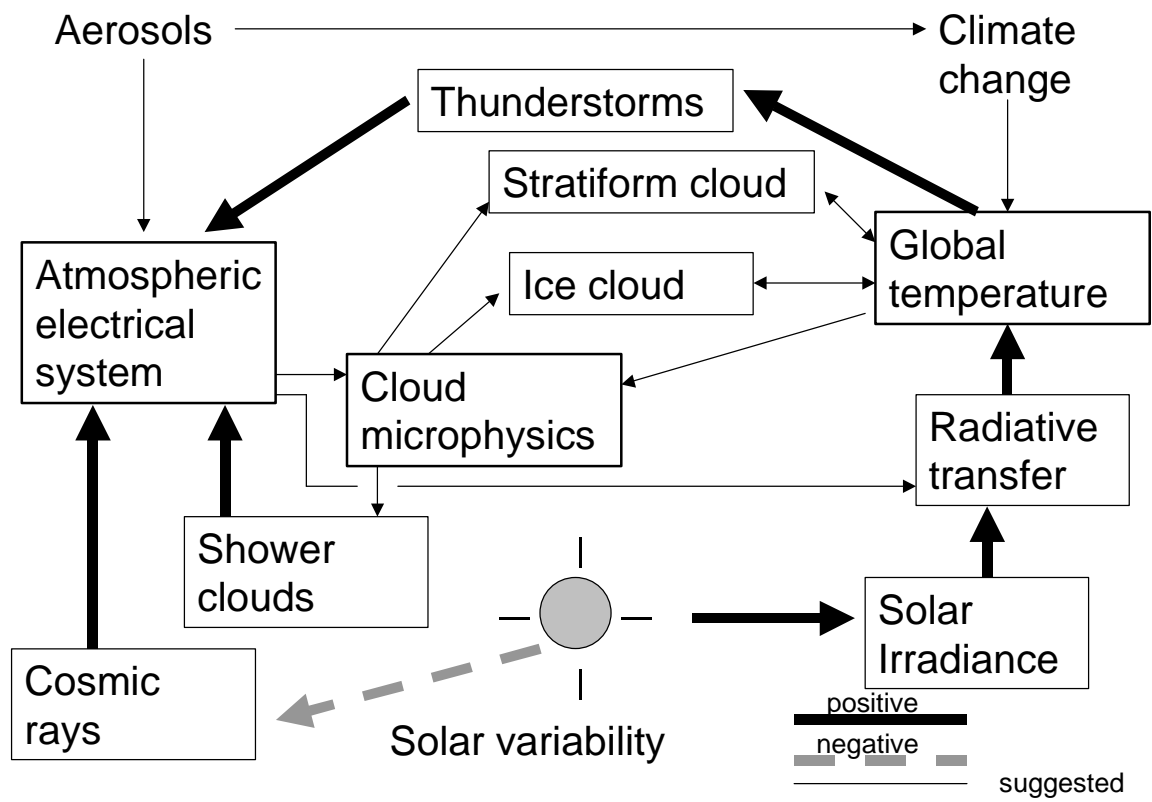 Aerosols
Climate
change
Thunderstorms
Stratiform cloud
Global
temperature
Ice cloud
Atmospheric
electrical
system
Cloud
microphysics
Radiative
transfer
Shower
clouds
Solar
Irradiance
Cosmic
rays
Solar variability
positive
negative
suggested